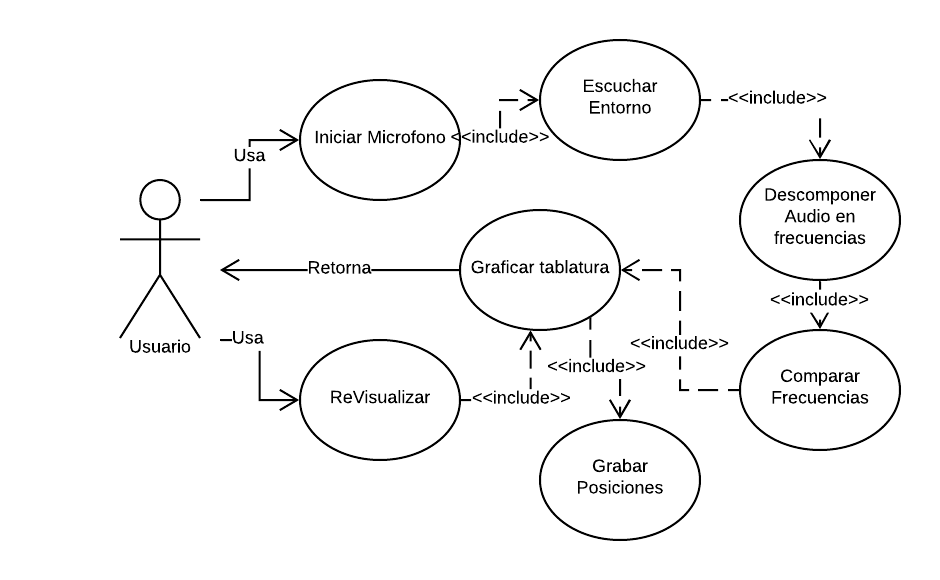 Escuchar
Entorno
<<include>>
Iniciar Microfono
<<include>>
Usa
Descomponer
Audio en
frecuencias
Retorna
Graficar tablatura
<<include>>
Usuario
Usa
<<include>>
<<include>>
Comparar
Frecuencias
ReVisualizar
<<include>>
Grabar
Posiciones